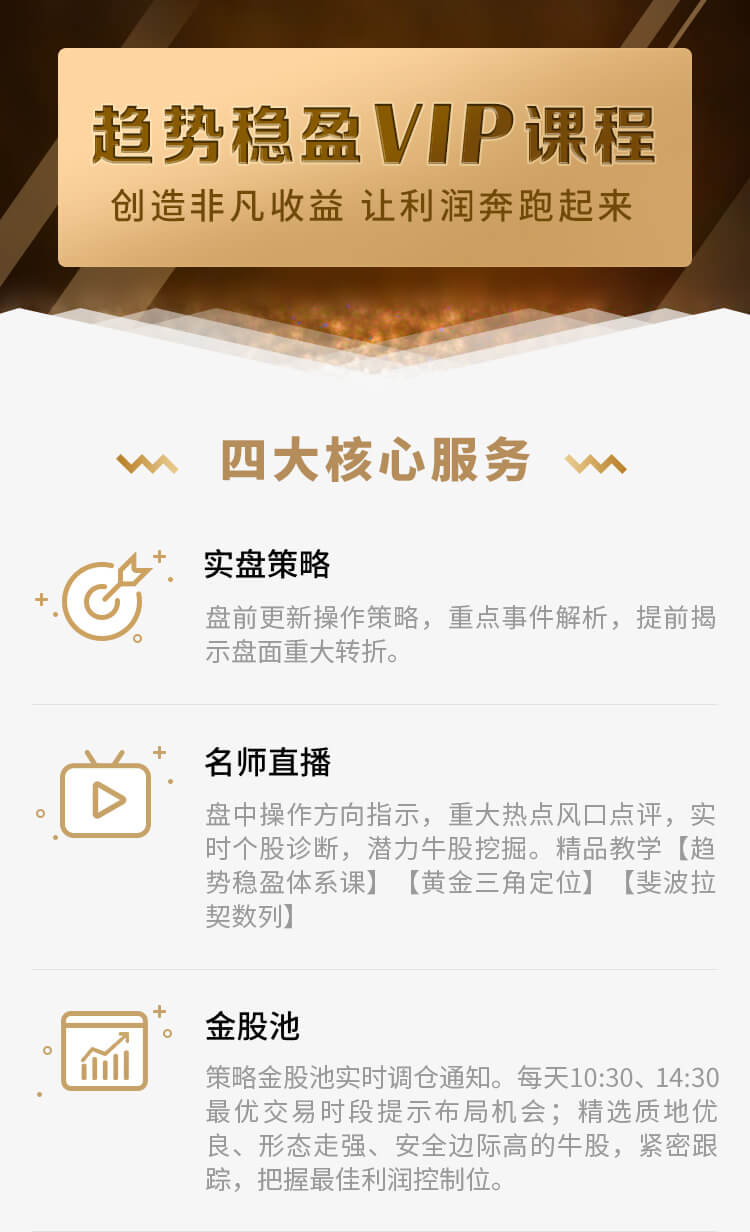 趋势稳盈VIP课程
创造非凡收益 让利润奔跑起来
四大核心服务
实盘策略
盘前更新操作策略，重点事件解析，提前揭
示盘面重大转折。
名师直播
盘中操作方向指示，重大热点风口点评，实
时个股诊断，潜力牛股挖掘。精品教学【趋
势稳盈体系课】【黄金三角定位】【斐波拉
契数列】
金股池
策略金股池实时调仓通知。每天10:30、14:30
最优交易时段提示布局机会；精选质地优
良、形态走强、安全边际高的牛股，紧密跟
踪，把握最佳利润控制位。